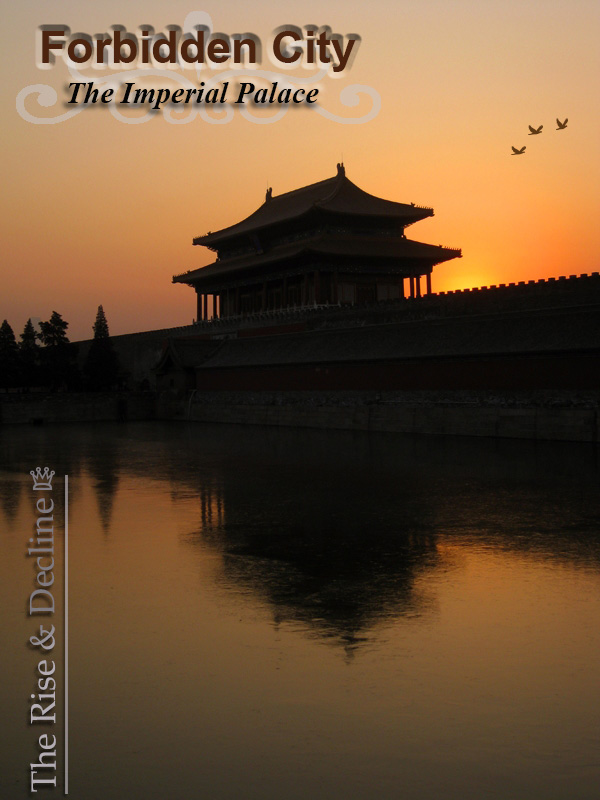 Forbidden City
The Imperial Palace
The Rise & Decline